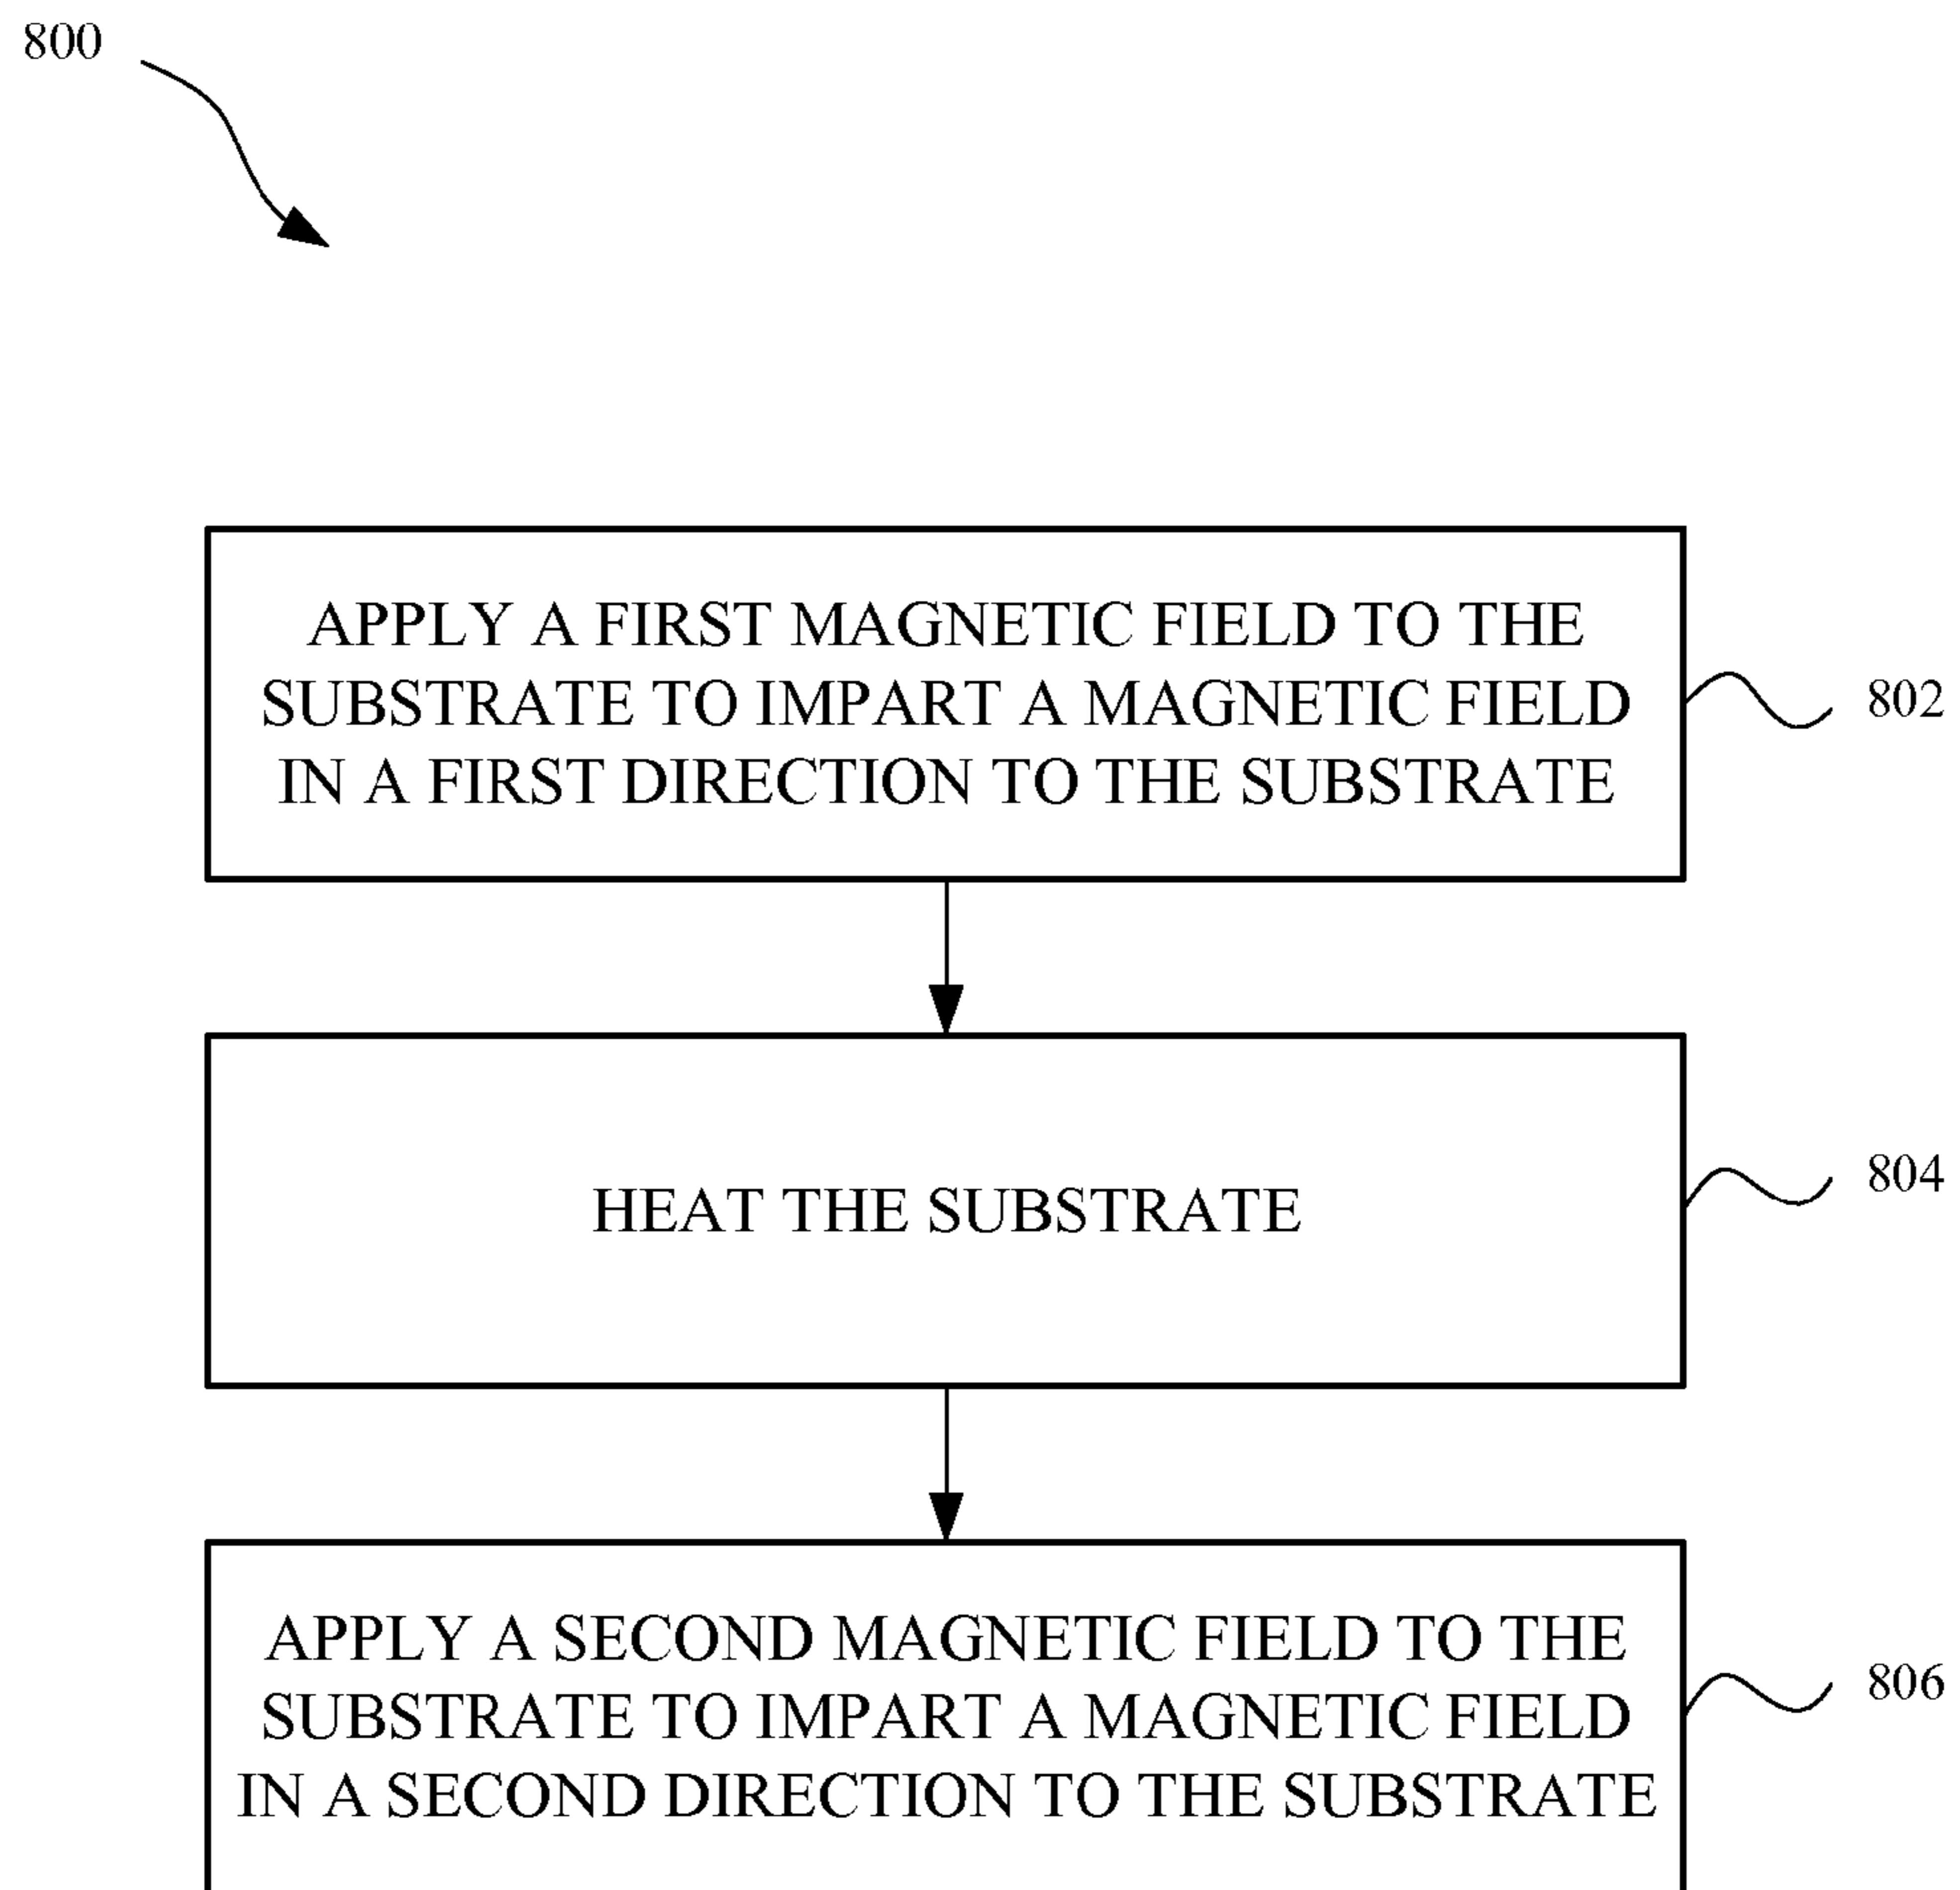 800
APPLY A FIRST MAGNETIC FIELD TO THE
SUBSTRATE TO IMPART A MAGNETIC FIELD
IN A FIRST DIRECTION TO THE SUBSTRATE
802
HEAT THE SUBSTRATE
804
APPLY A SECOND MAGNETIC FIELD TO THE
SUBSTRATE TO IMPART A MAGNETIC FIELD
IN A SECOND DIRECTION TO THE SUBSTRATE
806